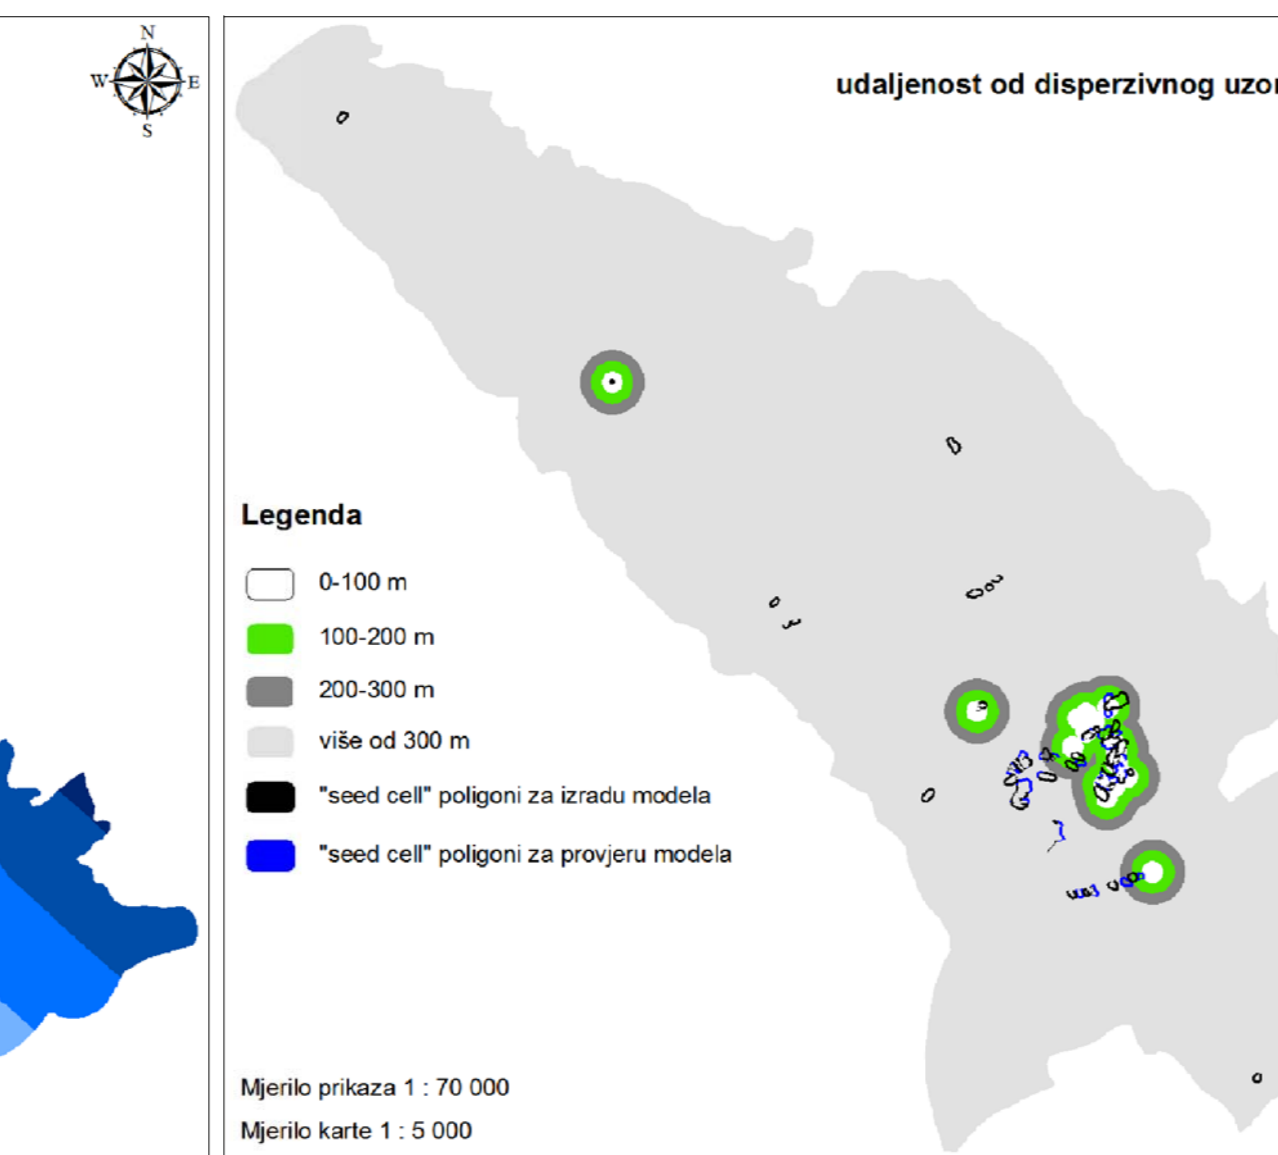 N
W E
S
udaljenost od disperzivnog
Legenda
0-100 m
100-200 m
200-300 m
više od 300 m
"seed cell" poligoni za izradu modela
"seed cell" poligoni za provjeru modela
Mjerilo prikaza 1 : 70 000
Mjerilo karte 1 : 5 000